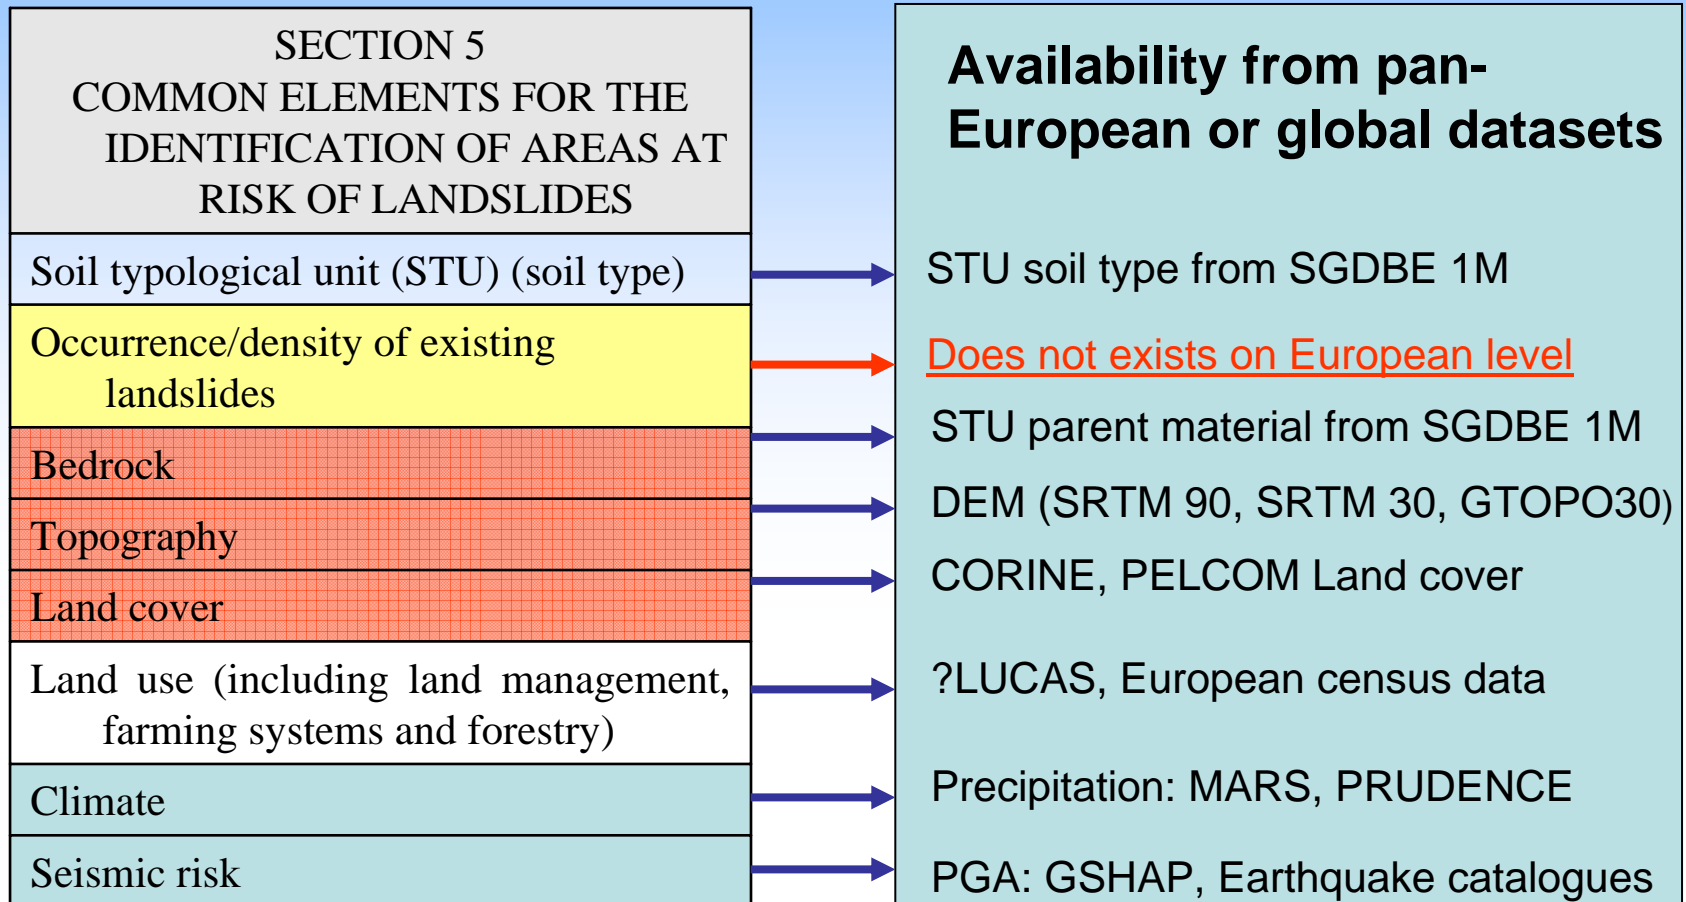 SECTION 5
COMMON ELEMENTS FOR THE
IDENTIFICATION OF AREAS AT
RISK OF LANDSLIDES
Soil typological unit (STU) (soil type)
Occurrence/density of existing
landslides
Bedrock
Topography
Land cover
Land use (including land management,
farming systems and forestry)
Climate
Seismic risk
Availability from pan-
European or global datasets
STU soil type from SGDBE 1M
Does not exists on European level
STU parent material from SGDBE 1M
DEM (SRTM 90, SRTM 30, GTOPO30)
CORINE, PELCOM Land cover
?LUCAS, European census data
Precipitation: MARS, PRUDENCE
PGA: GSHAP, Earthquake catalogues